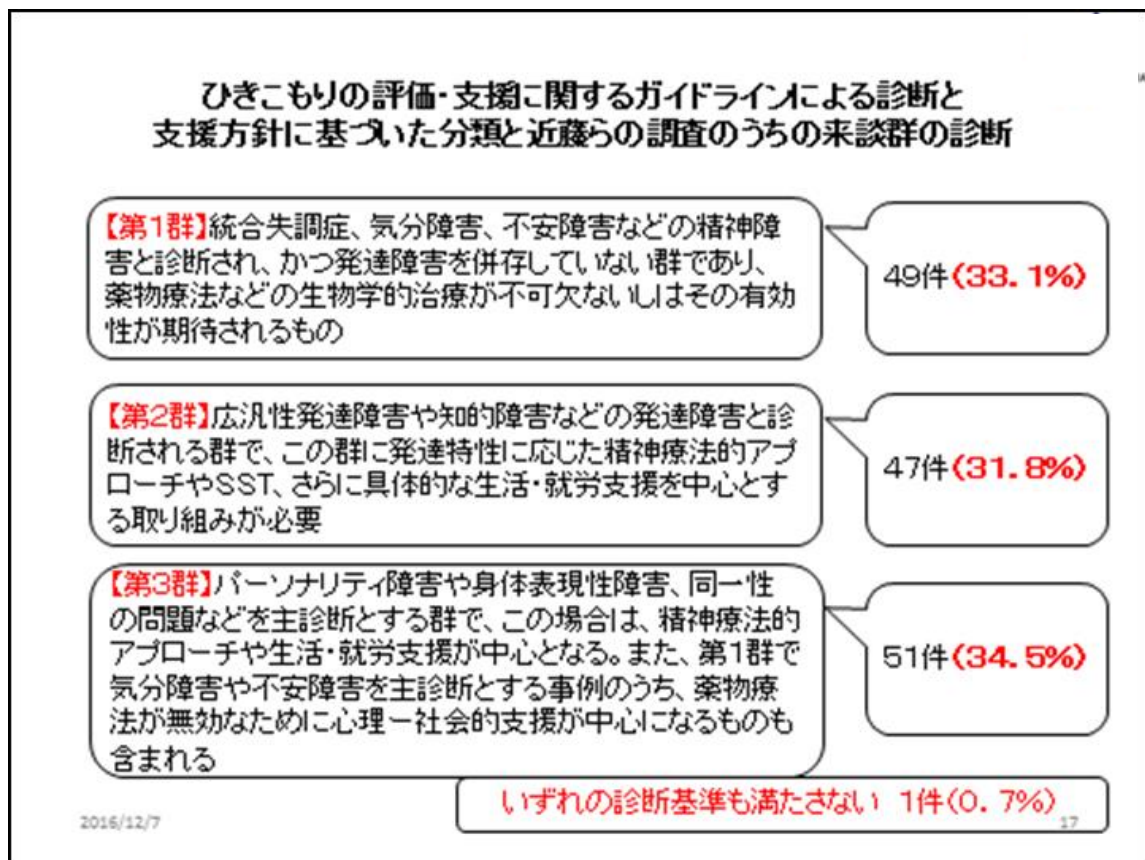 ひきこもりの評価・支援に関するガイドラインによる診断と
支援方針に基づいた分類と近藤らの調査のうちの来談群の診断
【第1群】統合失調症、気分障害、不安障害などの精神障
害と診断され、かつ発達障害を併存していない群であり、
薬物療法などの生物学的治療が不可欠ないしはその有効
性が期待されるもの
49件(33.1%)
【第2群】広汎性発達障害や知的障害などの発達障害と診
断される群で、この群に発達特性に応じた精神療法的アプ
ローチやSST、さらに具体的な生活・就労支援を中心とす
る取り組みが必要
47件(31.8%)
【第3群】パーソナリティ障害や身体表現性障害、同一性
の問題などを主診断とする群で、この場合は、精神療法的
アプローチや生活・就労支援が中心となる。また、第1群で
気分障害や不安障害を主診断とする事例のうち、薬物療
法が無効なために心理ー社会的支援が中心になるものも
含まれる
51件(34.5%)
いずれの診断基準も満たさない 1件(0.7%)
2016/12/7
17